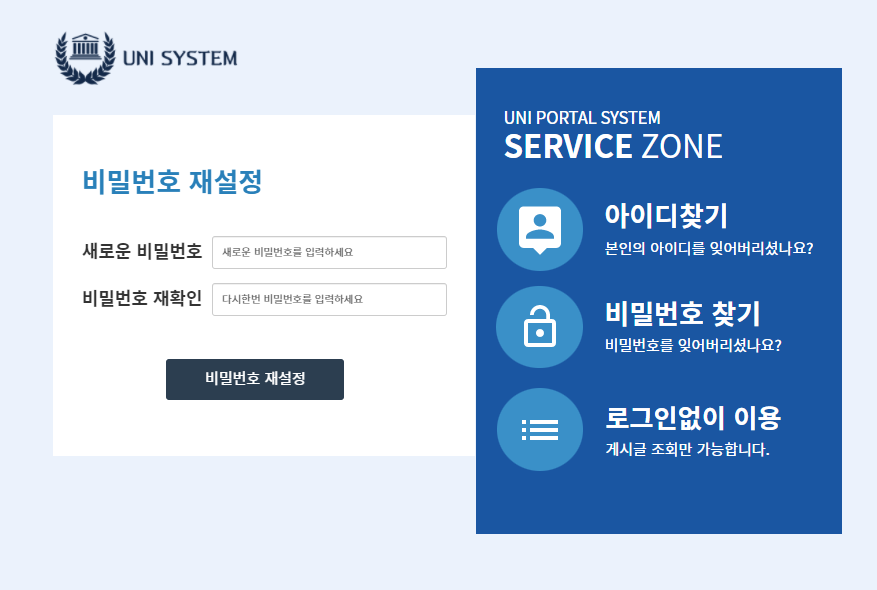 UNI SYSTEM
비밀번호 재설정
새로운 비밀번호
새로운 비밀번호를 입력하세요
비밀번호 재확인
다시한번 비밀번호를 입력하세요
비밀번호 재설정
UNI PORTAL SYSTEM
SERVICE ZONE
아이디찾기
본인의 아이디를 잊어버리셨나요?
비밀번호 찾기
비밀번호를 잊어버리셨나요?
로그인없이 이용
게시글 조회만 가능합니다.